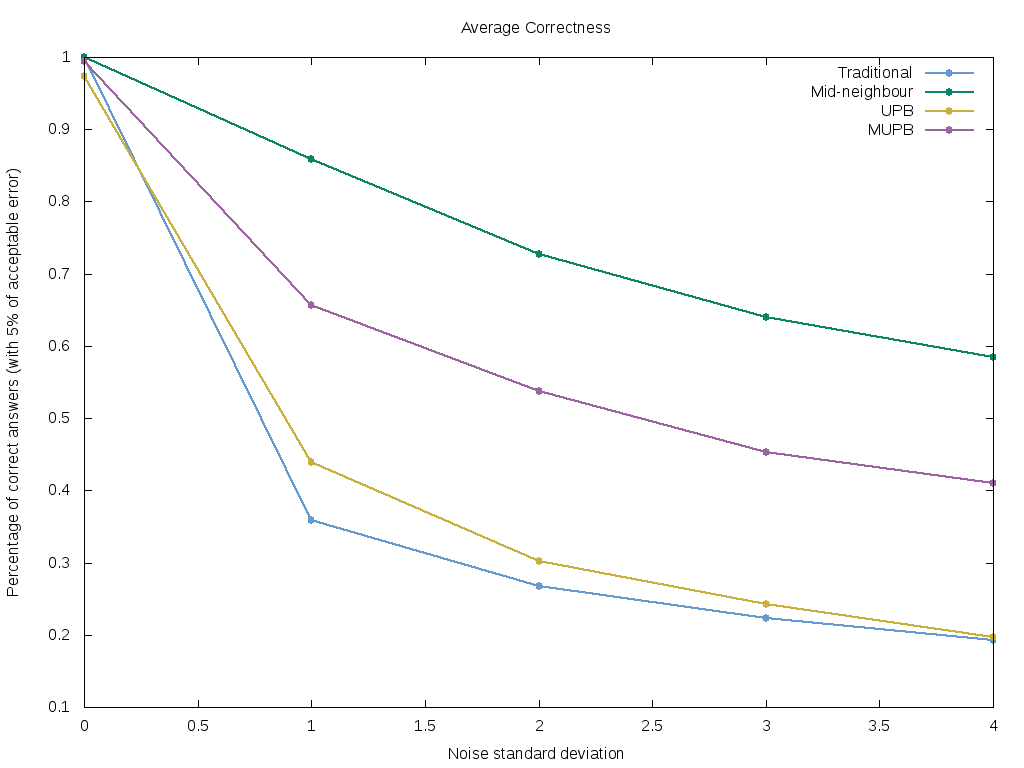 Average Correctness
Traditional
Mid-neighbour
UPB
MUPB
Percentage of correct answers (with 5% of acceptable error)
1
0.9
0.8
0.7
0.6
0.5
0.4
0.3
0.2
0.1
0 0.5 1 1.5 2 2.5 3 3.5 4
Noise standard deviation